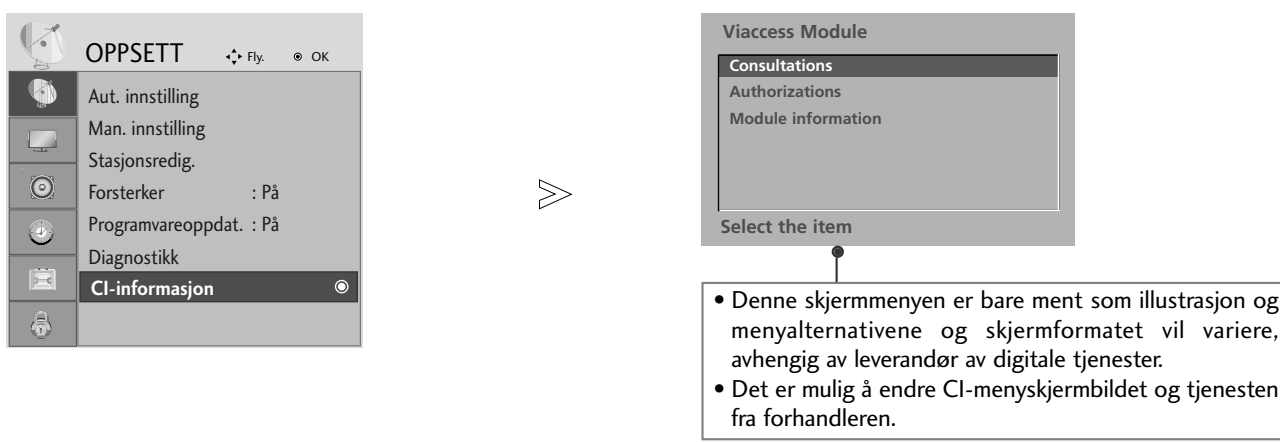 OPPSETT
Fly.
OK
Aut. innstilling
Man. innstilling
Stasjonsredig.
Forsterker : På
Programvareoppdat. : På
Diagnostikk
CI-informasjon
Viaccess Module
Consultations
Authorizations
Module information
Select the item
• Denne skjermmenyen er bare ment som illustrasjon og
menyalternativene og skjermformatet vil variere,
avhengig av leverandør av digitale tjenester.
• Det er mulig å endre CI-menyskjermbildet og tjenesten
fra forhandleren.